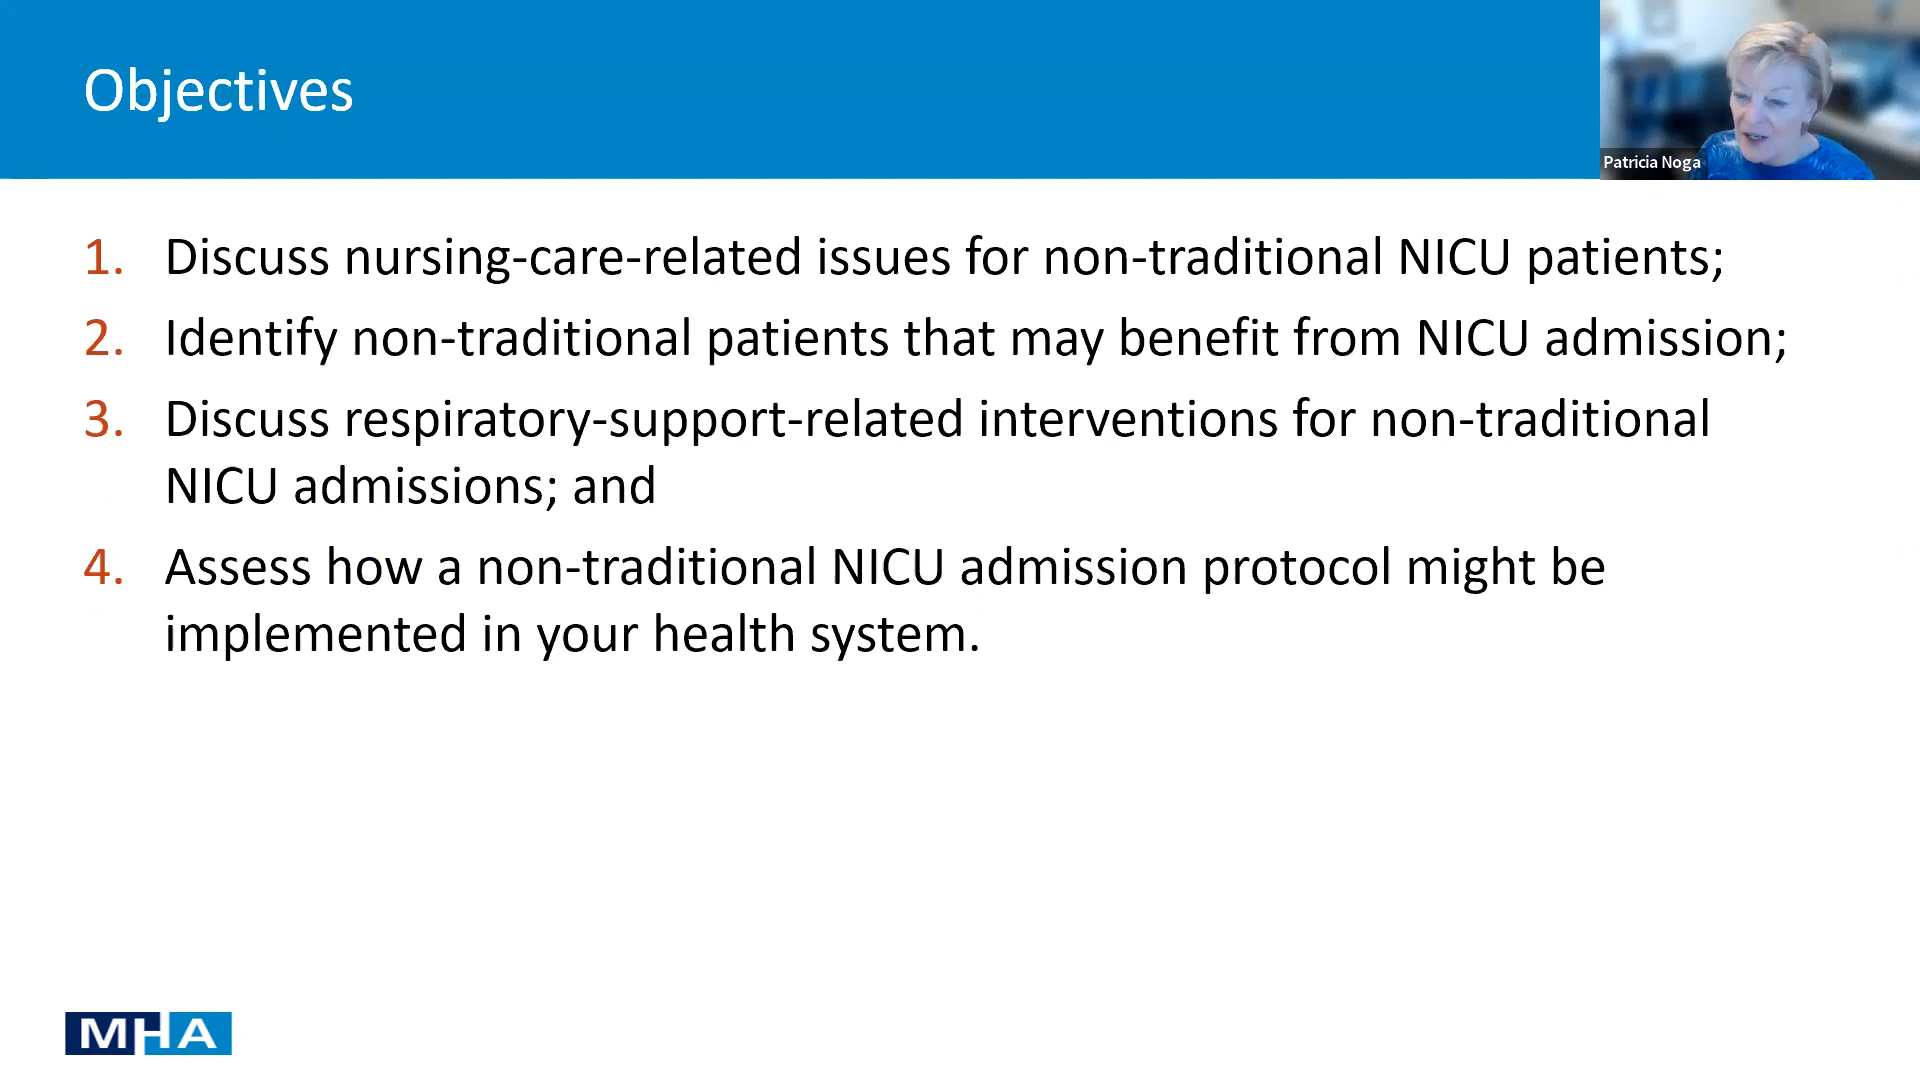 Objectives
Patricia Noga
1. Discuss nursing-care-related issues for non-traditional NICU patients;
2. Identify non-traditional patients that may benefit from NICU admission;
3. Discuss respiratory-support-related interventions for non-traditional
NICU admissions; and
4. Assess how a non-traditional NICU admission protocol might be
implemented in your health system.
MHA